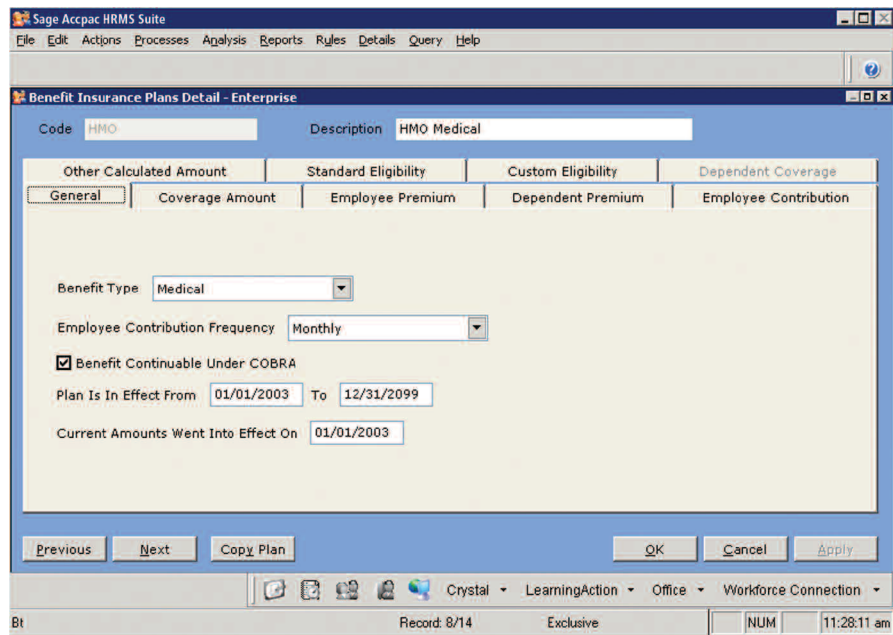 Sage Accpac HRMS Suite
File Edit Actions Processes Analysis Reports Rules Details Query Help
Benefit Insurance Plans Detail - Enterprise
Code HMO Description HMO Medical
Other Calculated Amount Standard Eligibility Custom Eligibility Dependent Coverage
General Coverage Amount Employee Premium Dependent Premium Employee Contribution
Benefit Type Medical
Employee Contribution Frequency Monthly
Benefit Continuable Under COBRA
Plan Is In Effect From 01/01/2003 To 12/31/2099
Current Amounts Went Into Effect On 01/01/2003
Previous Next Copy Plan OK Cancel Apply
Crystal LearningAction Office Workforce Connection
Bt Record: 8/14 Exclusive NUM 11:28:11 am